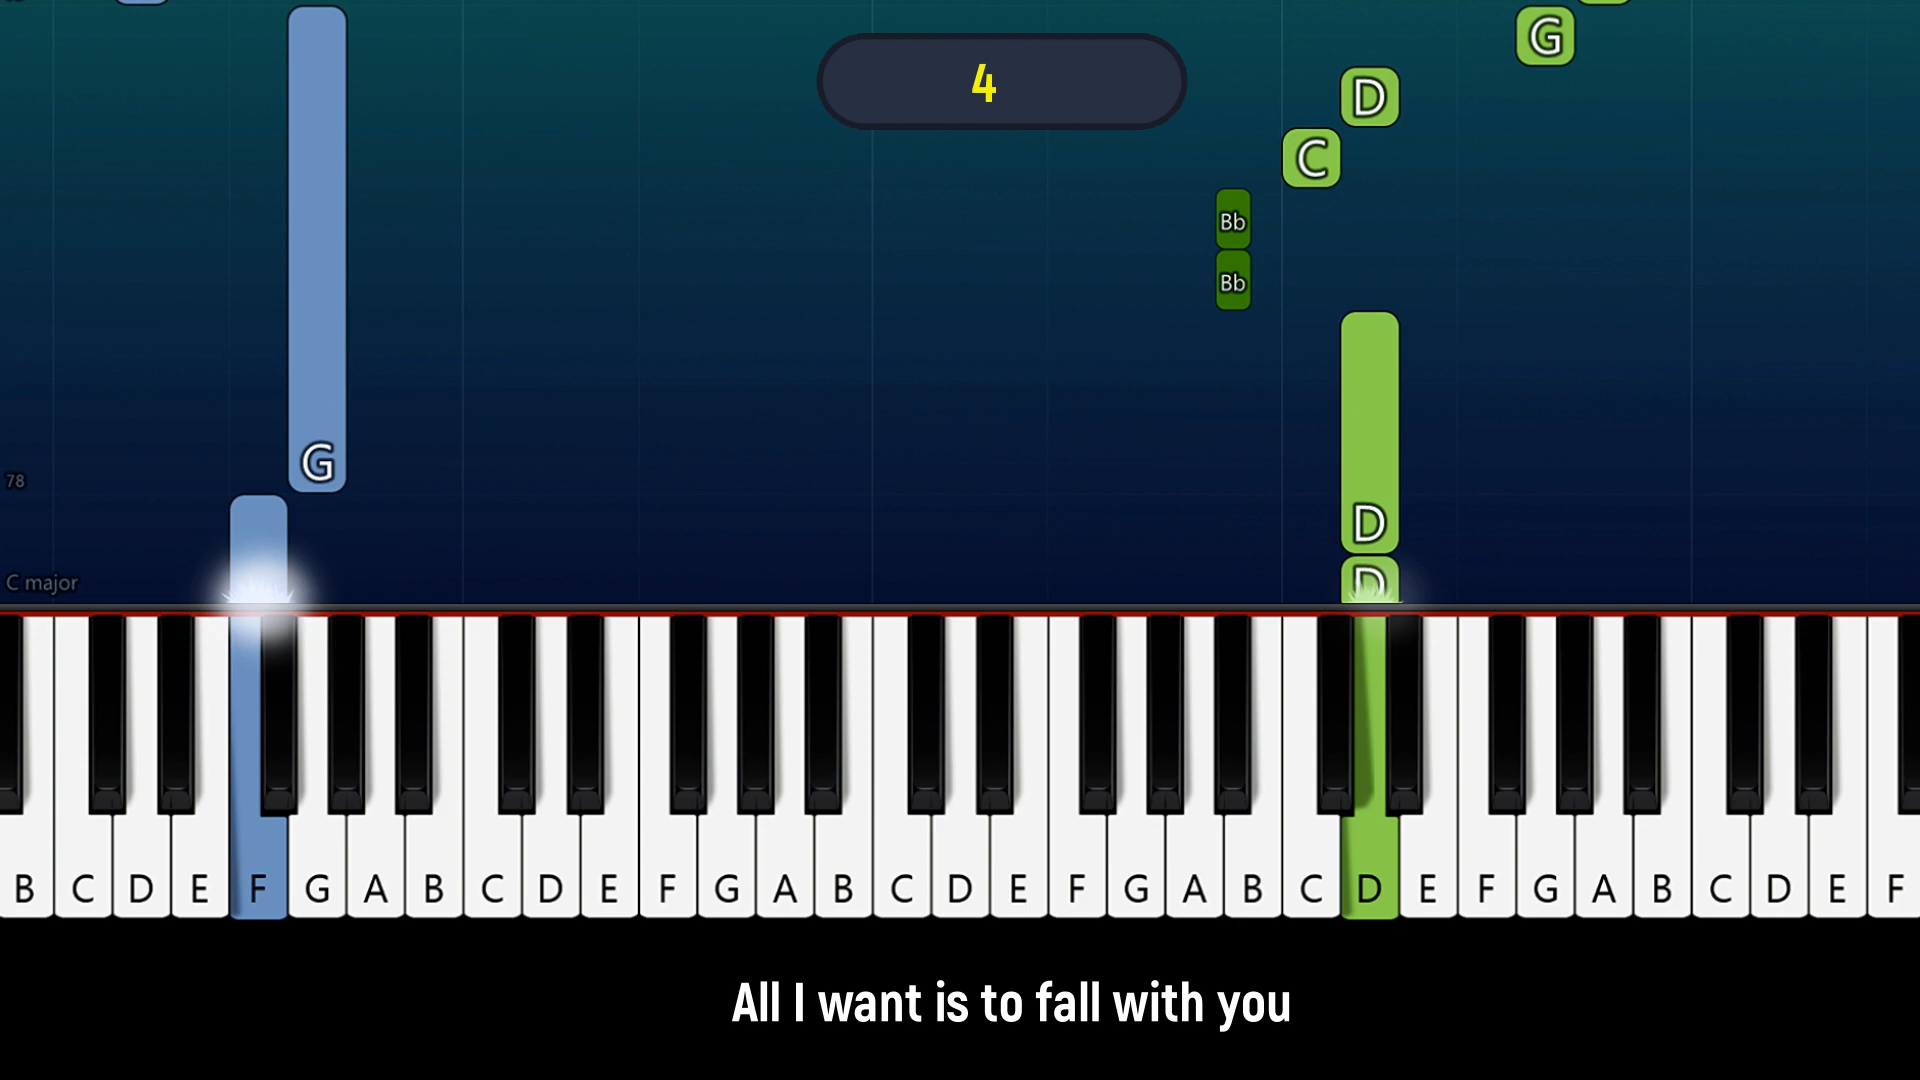 G
4
D
C
Bb
Bb
G
78
D
D
C major
B C D E F G A B C D E F G A B C D E F G A B C D E F G A B C D E F
All I want is to fall with you